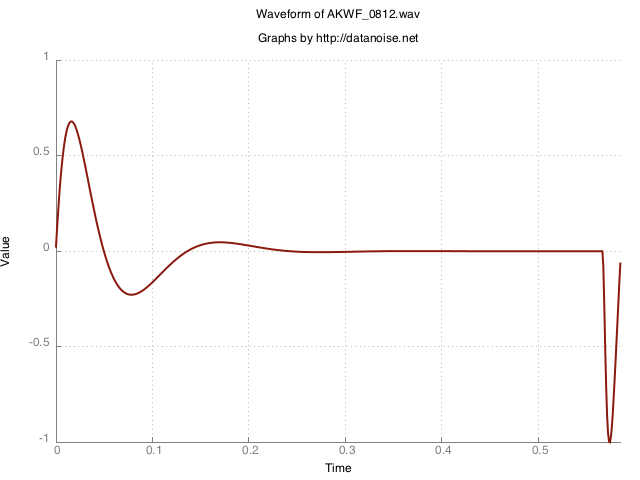 Waveform of AKWF_0812.wav
Graphs by http://datanoise.net
1
0.5
0
-0.5
-1
Value
0 0.1 0.2 0.3 0.4 0.5
Time